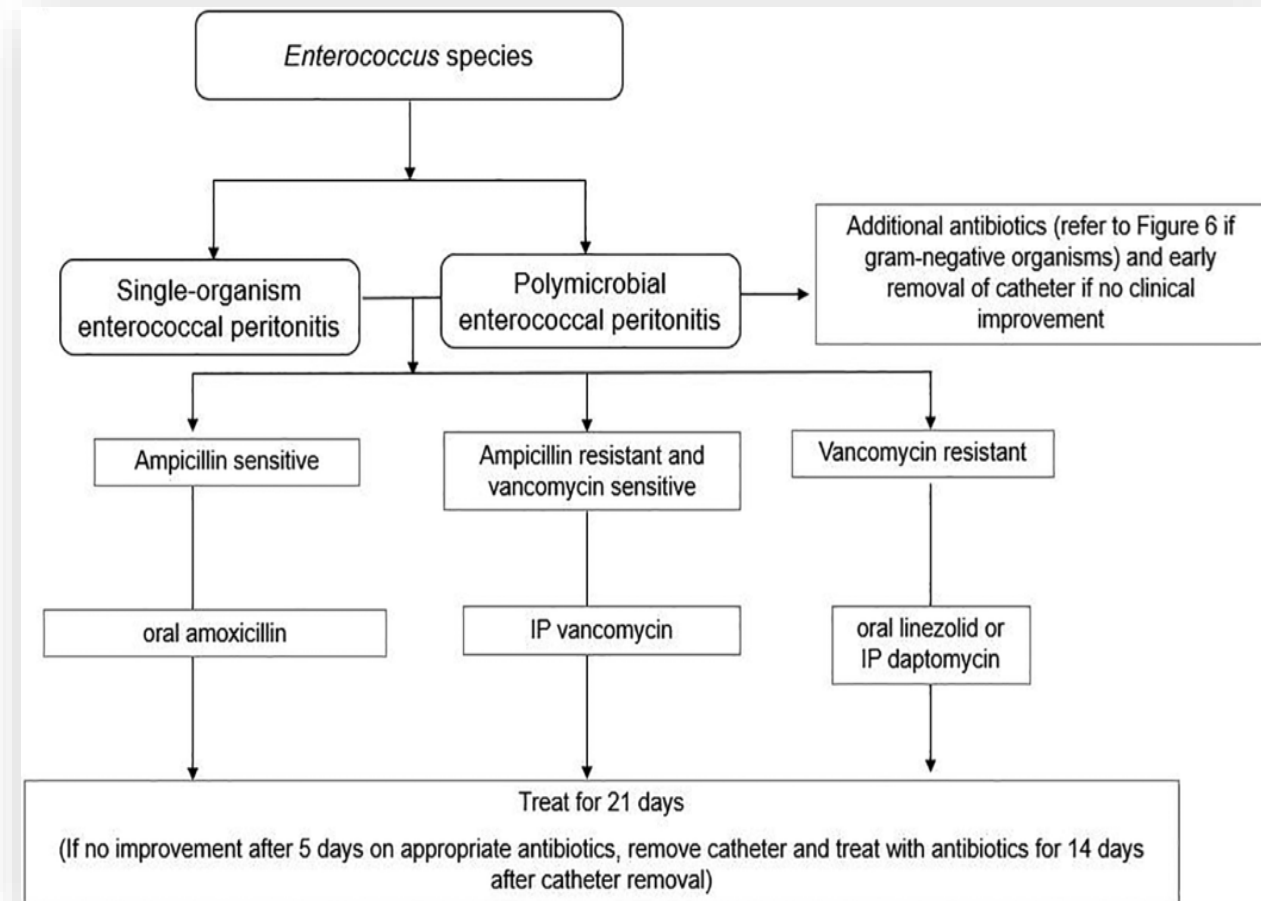 Enterococcus species
Single-organism
enterococcal peritonitis
Polymicrobial
enterococcal peritonitis
Additional antibiotics (refer to Figure 6 if
gram-negative organisms) and early
removal of catheter if no clinical
improvement
Ampicillin sensitive
Ampicillin resistant and
vancomycin sensitive
Vancomycin resistant
oral amoxicillin
IP vancomycin
oral linezolid or
IP daptomycin
Treat for 21 days
(If no improvement after 5 days on appropriate antibiotics, remove catheter and treat with antibiotics for 14 days
after catheter removal)